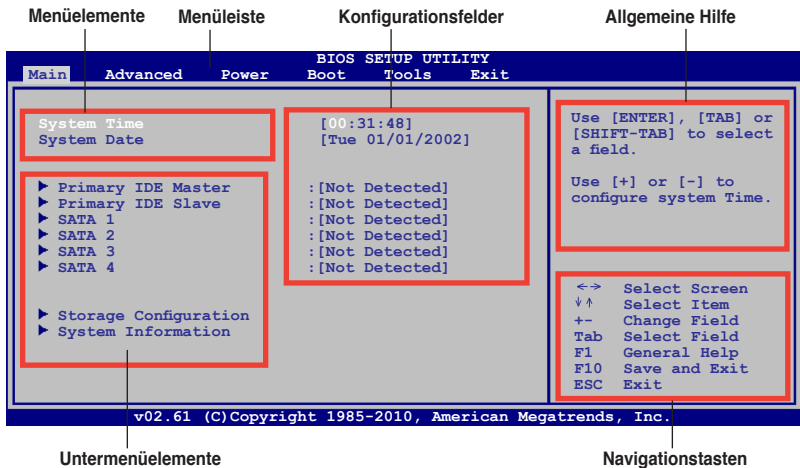 Menüelemente Menüleiste Konfigurationsfelder Allgemeine Hilfe
BIOS SETUP UTILITY
Main Advanced Power Boot Tools Exit
System Time [00:31:48]
System Date [Tue 01/01/2002]
Primary IDE Master :[Not Detected]
Primary IDE Slave :[Not Detected]
SATA 1 :[Not Detected]
SATA 2 :[Not Detected]
SATA 3 :[Not Detected]
SATA 4 :[Not Detected]
Storage Configuration
System Information
Use [ENTER], [TAB] or
[SHIFT-TAB] to select
a field.
Use [+] or [-] to
configure system Time.
←→ Select Screen
↓↑ Select Item
+- Change Field
Tab Select Field
F1 General Help
F10 Save and Exit
ESC Exit
v02.61 (C)Copyright 1985-2010, American Megatrends, Inc.
Untermenüelemente Navigationstasten